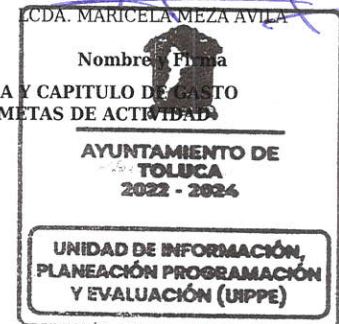 LCDA. MARICELA MEZA AVILA
Nombre y Firma
A Y CAPITULO DE GASTO
METAS DE ACTIVIDAD
AYUNTAMIENTO DE
TOLUCA
2022 - 2024
UNIDAD DE INFORMACIÓN,
PLANEACIÓN PROGRAMACIÓN
Y EVALUACIÓN (UIPPE)